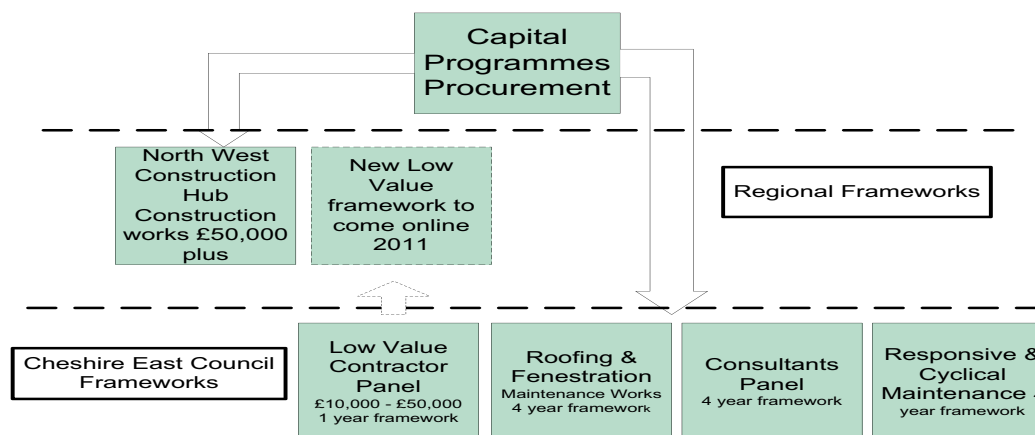 Capital
Programmes
Procurement
North West
Construction
Hub
Construction
works £50,000
plus
New Low
Value
framework to
come online
2011
Regional Frameworks
Cheshire East Council
Frameworks
Low Value
Contractor
Panel
£10,000 - £50,000
1 year framework
Roofing &
Fenestration
Maintenance Works
4 year framework
Consultants
Panel
4 year framework
Responsive &
Cyclical
Maintenance
year framework